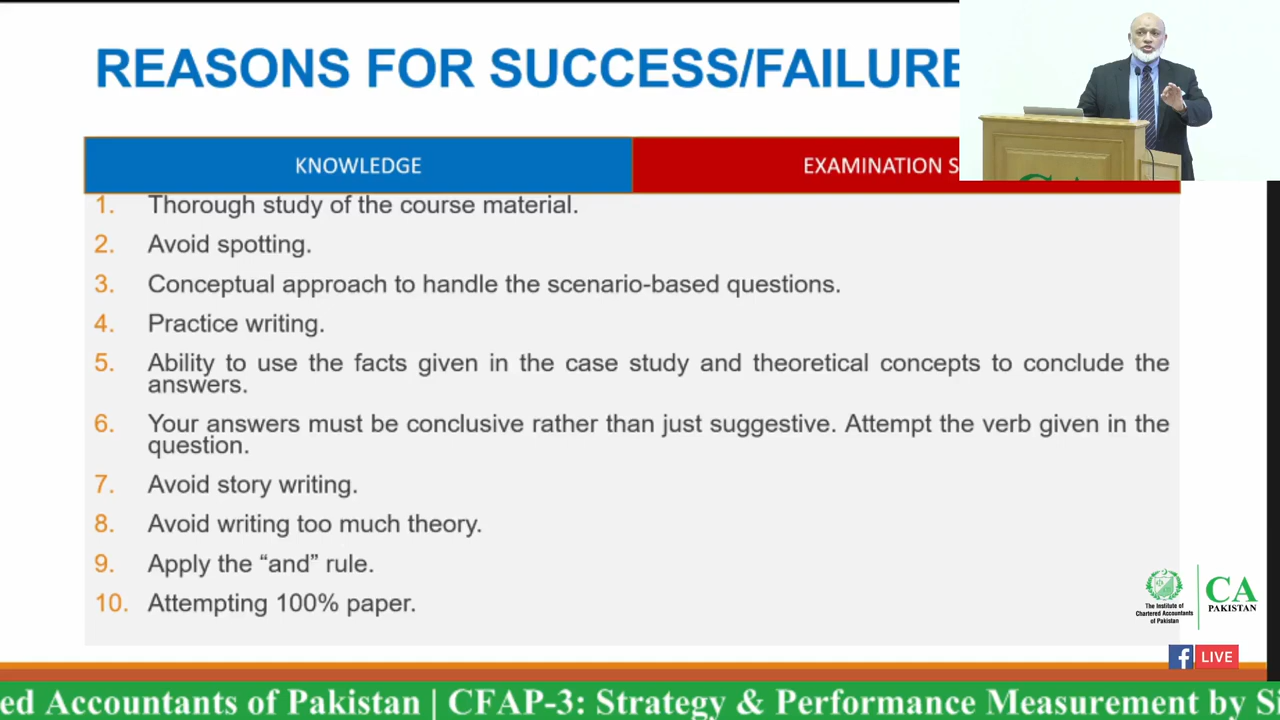 REASONS FOR SUCCESS/FAILURE
KNOWLEDGE
EXAMINATION S
1. Thorough study of the course material.
2. Avoid spotting.
3. Conceptual approach to handle the scenario-based questions.
4. Practice writing.
5. Ability to use the facts given in the case study and theoretical concepts to conclude the
answers.
6. Your answers must be conclusive rather than just suggestive. Attempt the verb given in the
question.
7. Avoid story writing.
8. Avoid writing too much theory.
9. Apply the “and” rule.
10. Attempting 100% paper.
The Institute of
Chartered Accountants
of Pakistan
CA
PAKISTAN
f LIVE
ed Accountants of Pakistan | CFAP-3: Strategy & Performance Measurement by Si